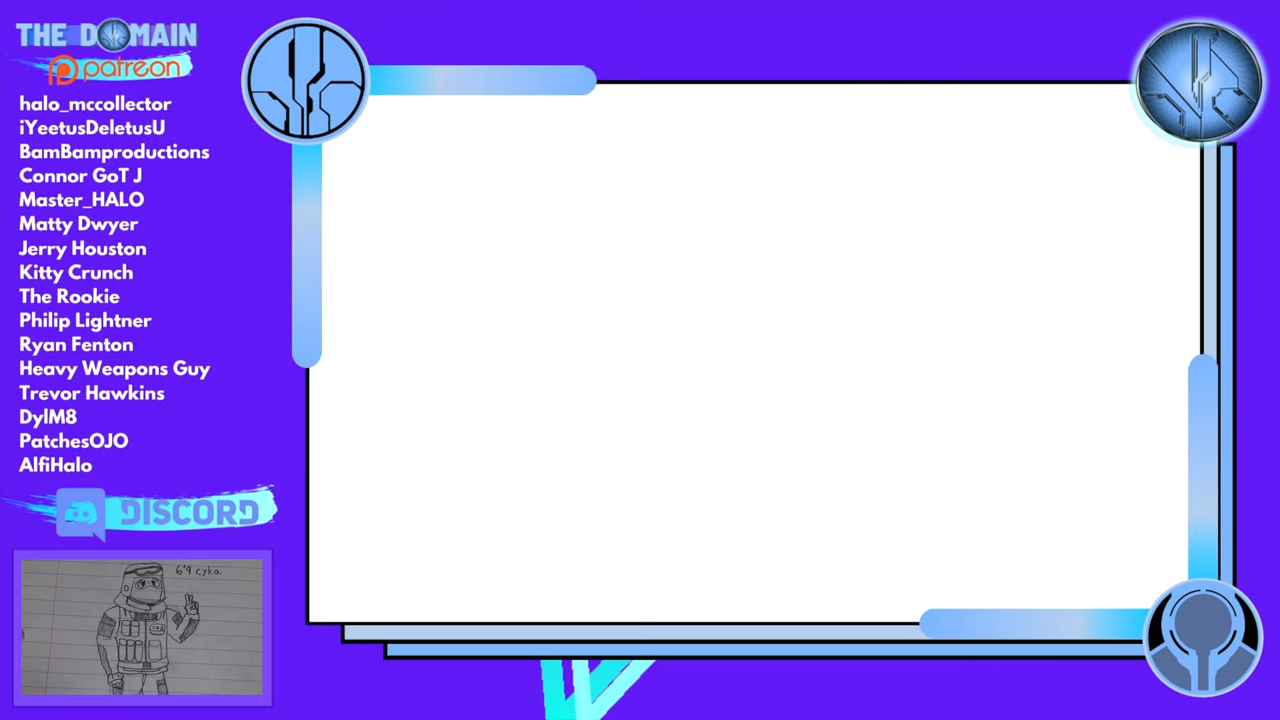 THE DOMAIN
patreon
halo_mccollector
iYeetusDeletusU
BamBamproductions
Connor GoT J
Master_HALO
Matty Dwyer
Jerry Houston
Kitty Crunch
The Rookie
Philip Lightner
Ryan Fenton
Heavy Weapons Guy
Trevor Hawkins
DylM8
PatchesOJO
AlfiHalo
DISCORD
6'9 cyka